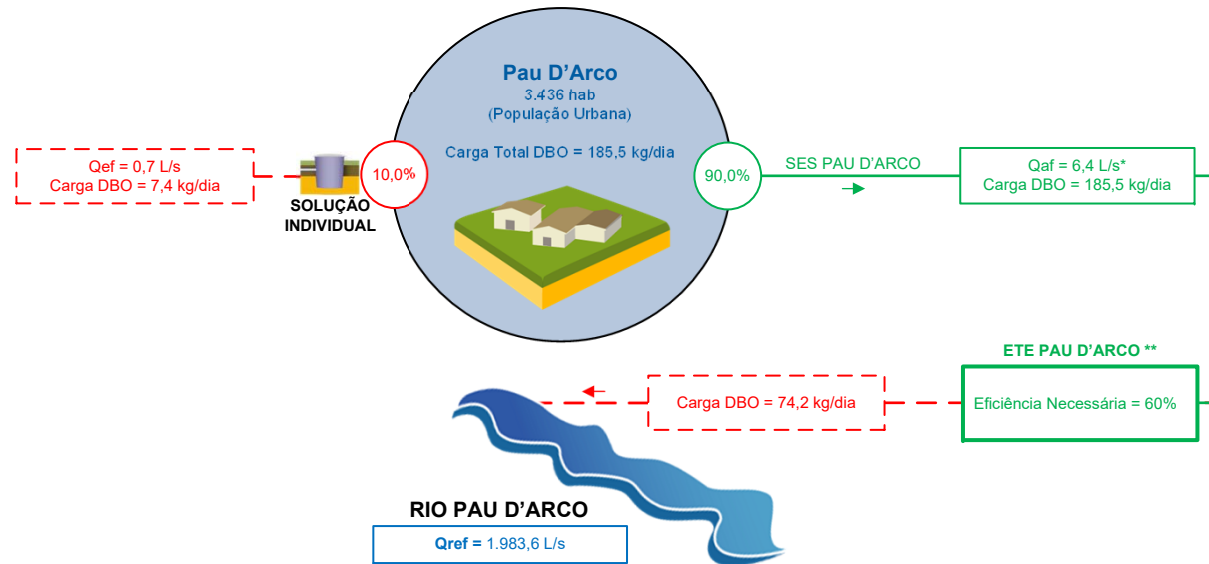 Pau D'Arco
3.436 hab
(População Urbana)
Carga Total DBO = 185,5 kg/dia
Qef = 0,7 L/s
Carga DBO = 7,4 kg/dia
SOLUÇÃO
INDIVIDUAL
10,0%
90,0%
SES PAU D'ARCO
Qaf = 6,4 L/s*
Carga DBO = 185,5 kg/dia
ETE PAU D'ARCO **
Eficiência Necessária = 60%
Carga DBO = 74,2 kg/dia
RIO PAU D'ARCO
Qref = 1.983,6 L/s